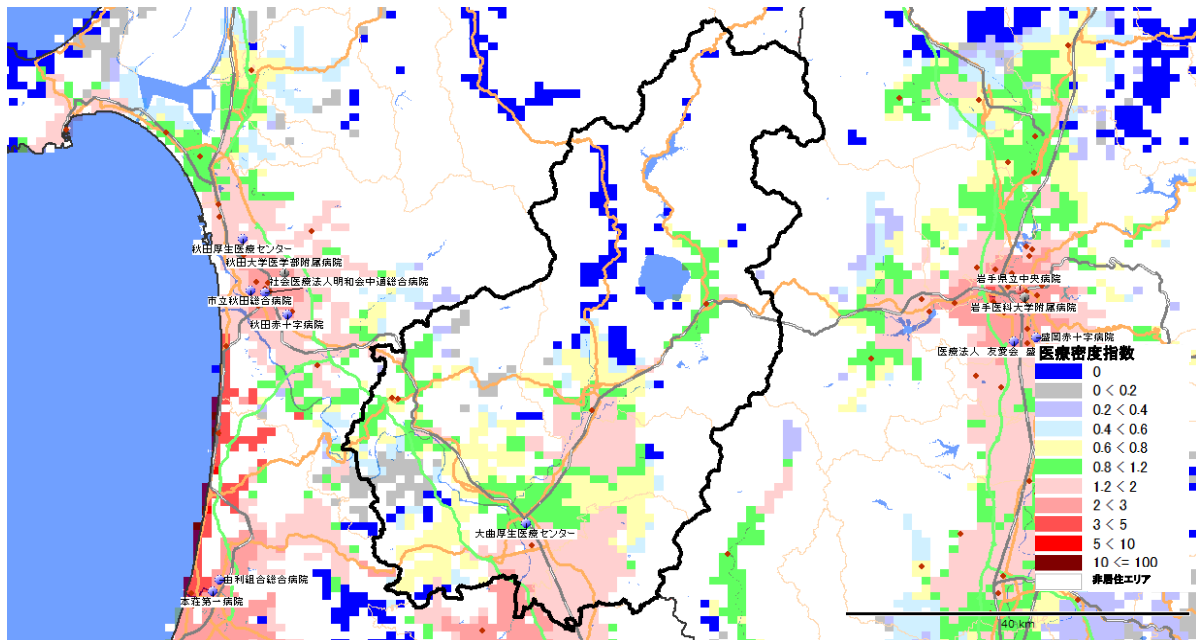 秋田厚生医療センター
秋田大学医学部附属病院
社会医療法人明和会中通総合病院
市立秋田総合病院
秋田赤十字病院
岩手県立中央病院
岩手医科大学附属病院
盛岡赤十字病院
医療法人 友愛会 盛
大曲厚生医療センター
由利組合総合病院
本荘第一病院
医療密度指数
0
0 < 0.2
0.2 < 0.4
0.4 < 0.6
0.6 < 0.8
0.8 < 1.2
1.2 < 2
2 < 3
3 < 5
5 < 10
10 <= 100
非居住エリア
40 km